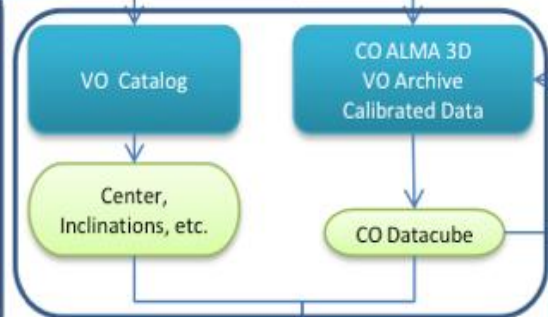 VO Catalog
CO ALMA 3D
VO Archive
Calibrated Data
Center,
Inclinations, etc.
CO Datacube